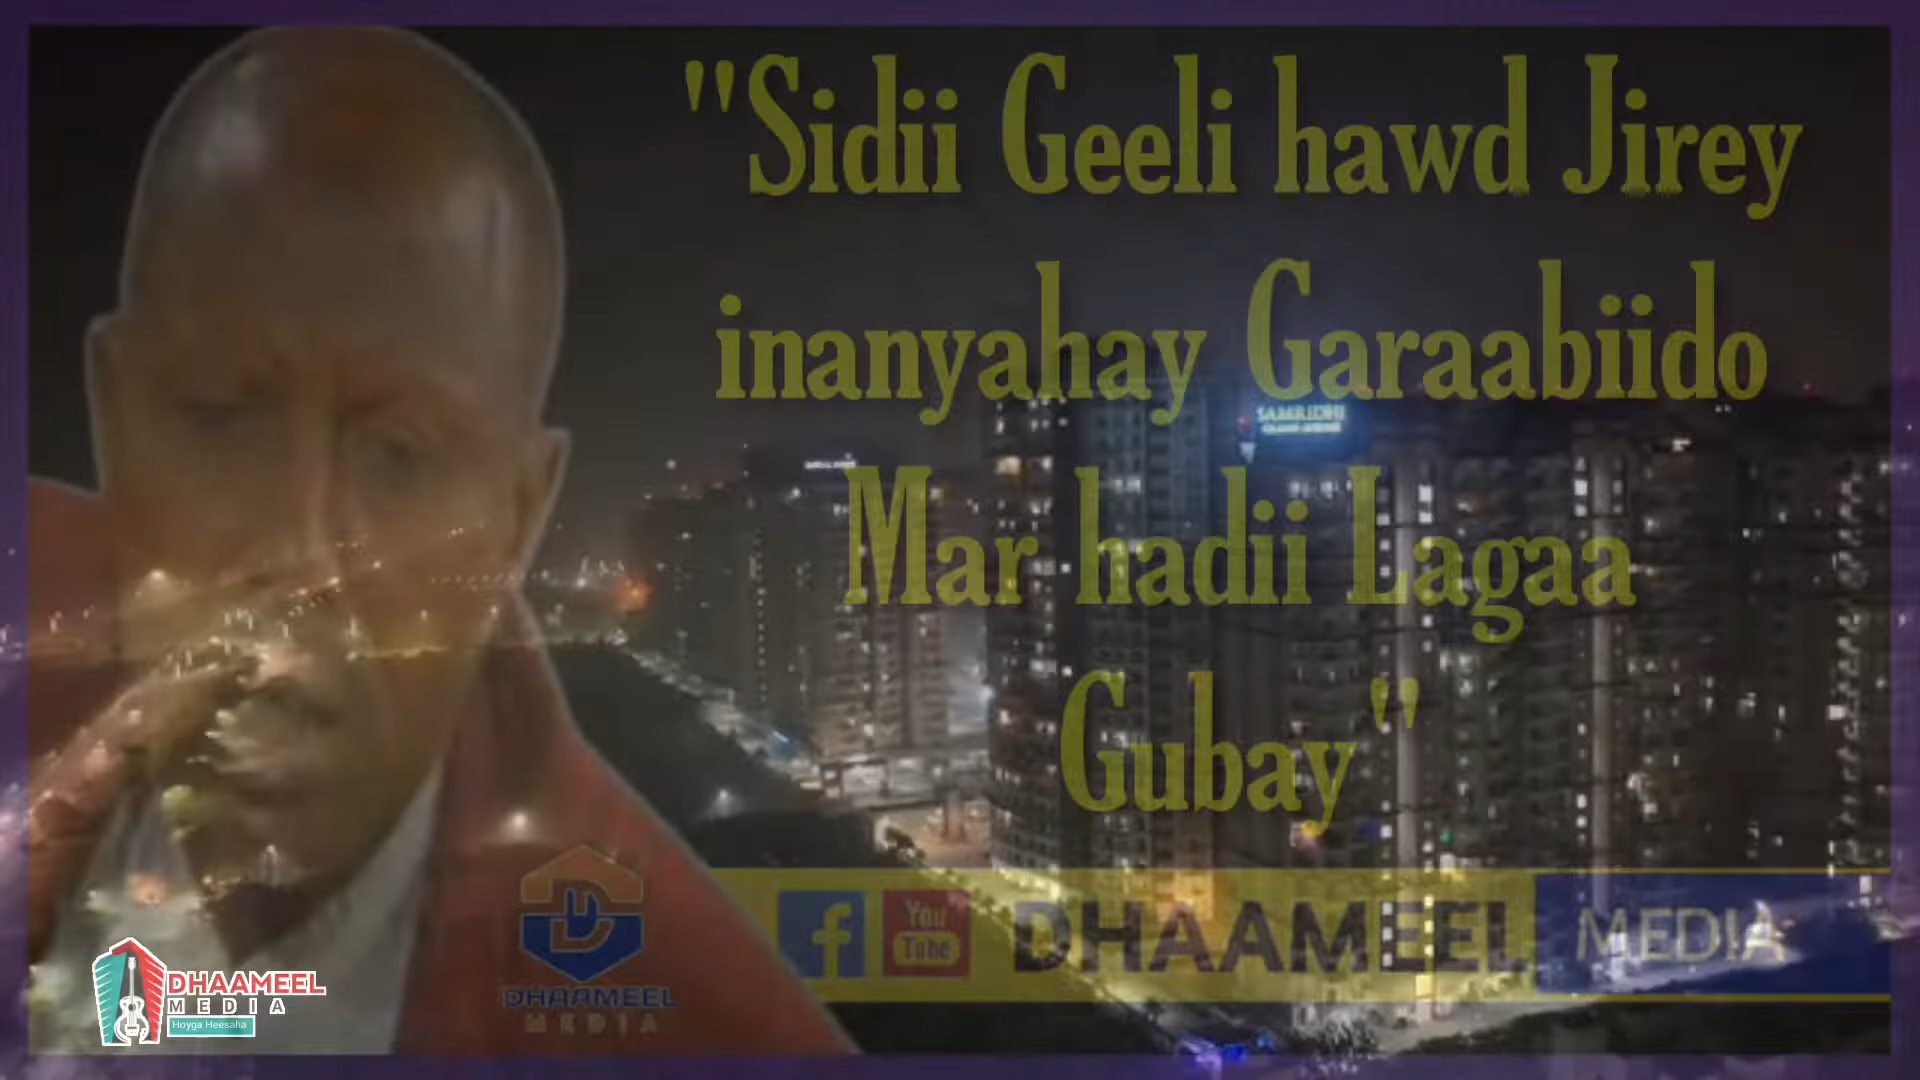 "Sidii Geeli hawd Jirey
inanyahay Garaabiido
Mar hadii Lagaa
Gubay "
SAMRIDHI
f
You
Tube
DHAAMEEL MEDIA
DHAAMEEL
MEDIA
DHAAMEEL
MEDIA
Hoyga Heesaha